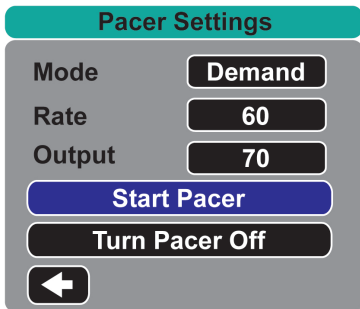 Pacer Settings
Mode Demand
Rate 60
Output 70
Start Pacer
Turn Pacer Off